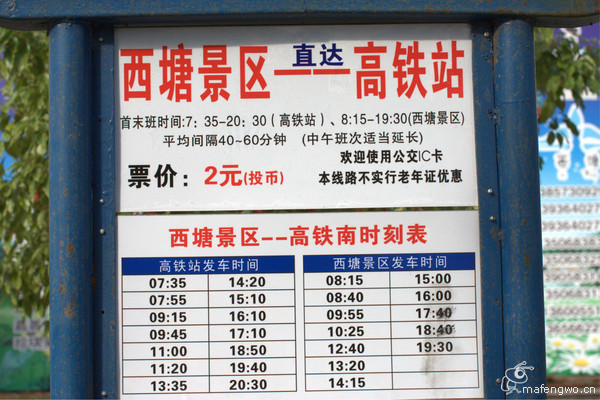 西塘景区——直达——高铁站
首末班时间:7:35-20:30(高铁站)、8:15-19:30(西塘景区)
平均间隔40~60分钟 (中午班次适当延长)
欢迎使用公交IC卡
票价: 2元(投币) 本线路不实行老年证优惠
西塘景区--高铁南时刻表
高铁站发车时间 西塘景区发车时间
07:35 14:20 08:15 15:00
07:55 15:10 08:40 16:00
09:15 16:10 09:55 17:40
09:45 17:10 10:25 18:40
11:00 18:50 12:40 19:30
11:20 19:40 13:20
13:35 20:30 14:15
mafengwo.cn